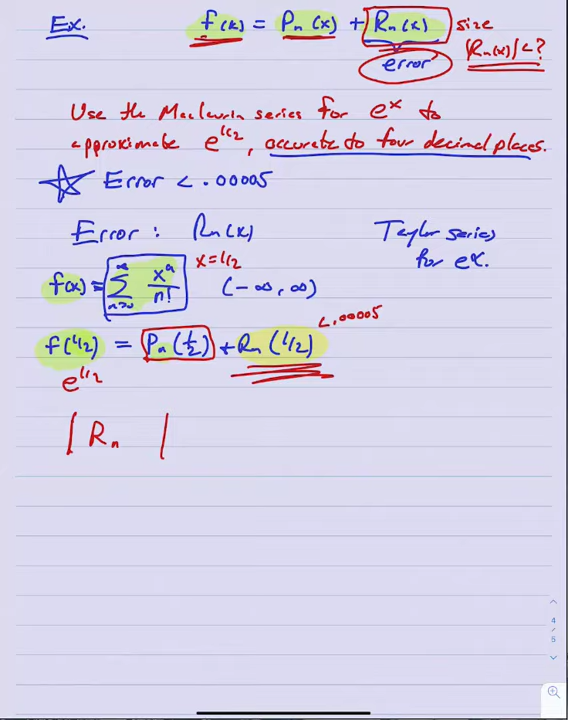 Ex. f(x) = Pn(x) + Rn(x) size
error |Rn(x)| < ?
Use the Maclaurin series for e^x to
approximate e^1/2, accurate to four decimal places.
☆ Error < .00005
Error : Rn(x) Taylor series
for e^x.
f(x) = ∞ ∑ n=0 x^n/n! x=1/2 (-∞,∞)
f(1/2) = Pn(1/2) + Rn(1/2) < .00005
e^1/2
| Rn |
4
/
5